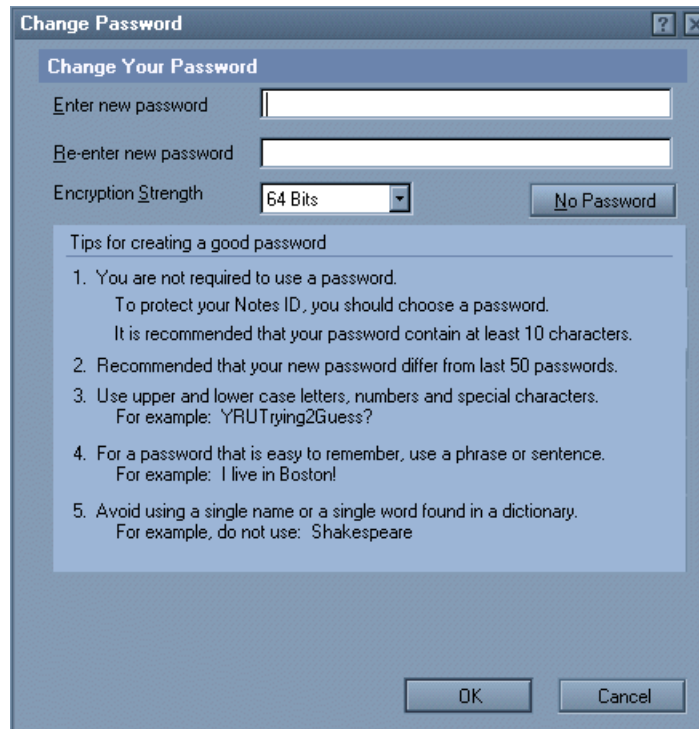 Change Password
Change Your Password
Enter new password
Re-enter new password
Encryption Strength 64 Bits No Password
Tips for creating a good password
1. You are not required to use a password.
To protect your Notes ID, you should choose a password.
It is recommended that your password contain at least 10 characters.
2. Recommended that your new password differ from last 50 passwords.
3. Use upper and lower case letters, numbers and special characters.
For example: YRUTrying2Guess?
4. For a password that is easy to remember, use a phrase or sentence.
For example: I live in Boston!
5. Avoid using a single name or a single word found in a dictionary.
For example, do not use: Shakespeare
OK Cancel